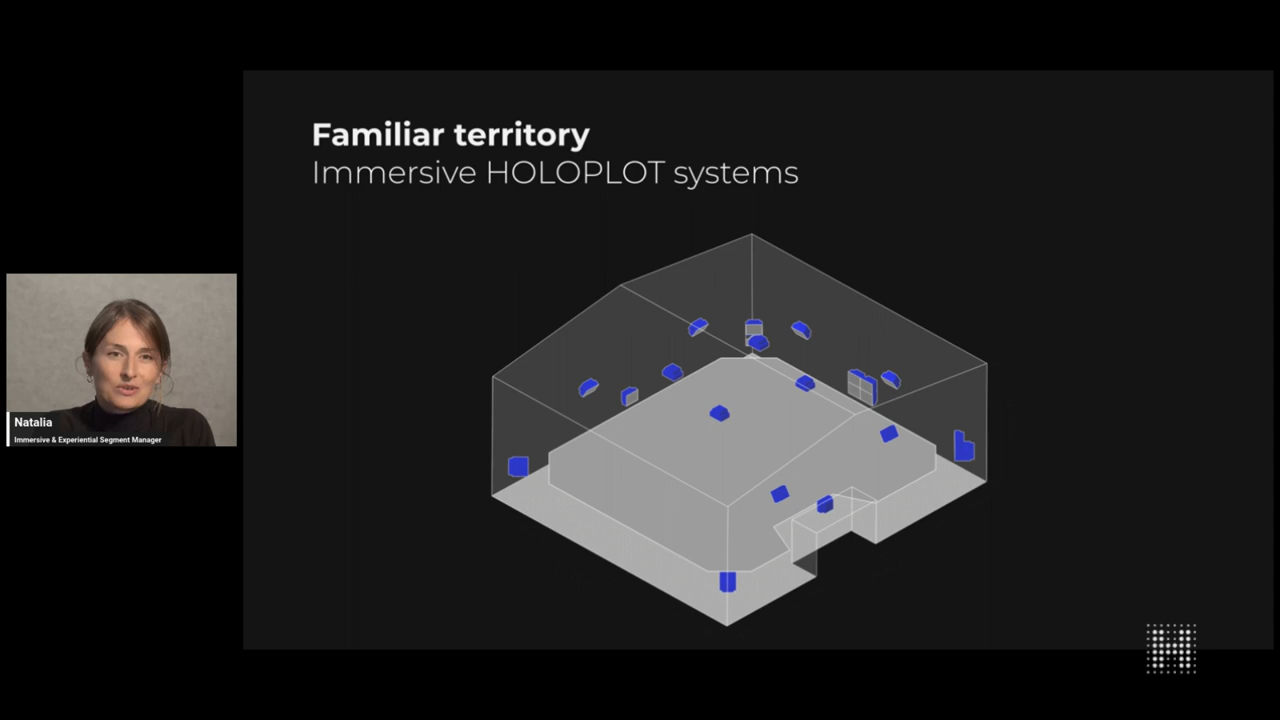 Familiar territory
Immersive HOLOPLOT systems
Natalia
Immersive & Experiential Segment Manager